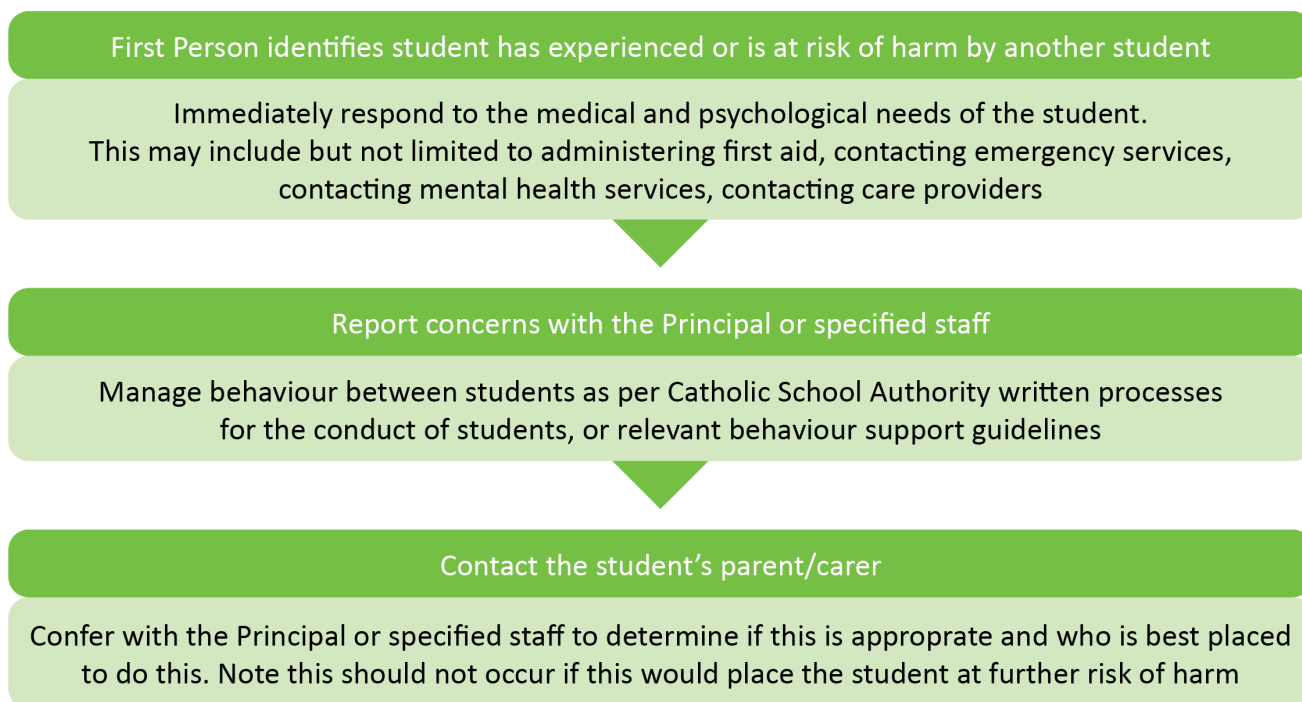 First Person identifies student has experienced or is at risk of harm by another student
Immediately respond to the medical and psychological needs of the student.
This may include but not limited to administering first aid, contacting emergency services,
contacting mental health services, contacting care providers
Report concerns with the Principal or specified staff
Manage behaviour between students as per Catholic School Authority written processes
for the conduct of students, or relevant behaviour support guidelines
Contact the student’s parent/carer
Confer with the Principal or specified staff to determine if this is approprate and who is best placed
to do this. Note this should not occur if this would place the student at further risk of harm